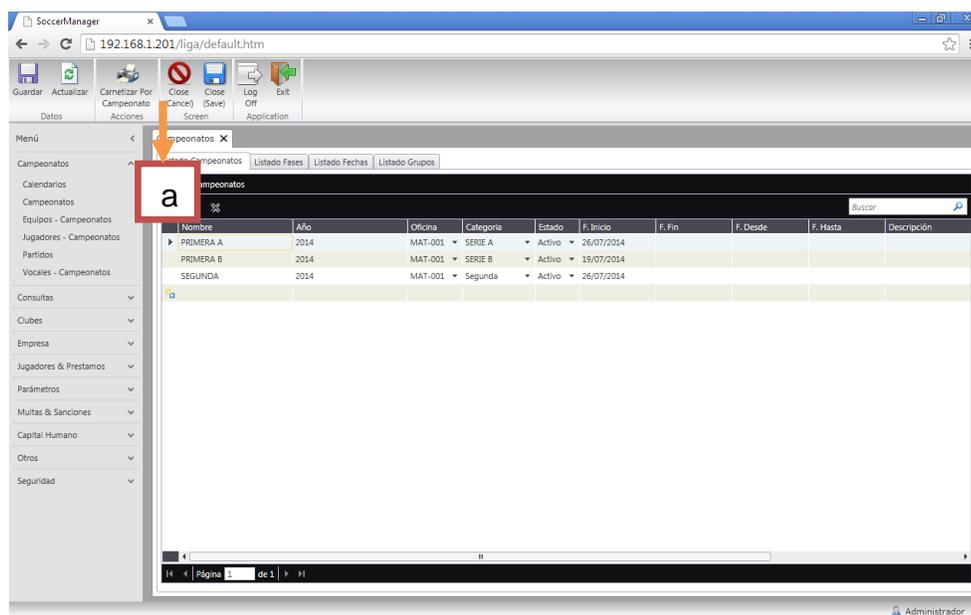 SoccerManager
192.168.1.201/liga/default.htm
Guardar
Actualizar
Carnetizar Por
Campeonato
Close
(Cancel)
Close
(Save)
Log
Off
Exit
Datos
Acciones
Screen
Application
Menú
Campeonatos
Calendarios
Campeonatos
Equipos - Campeonatos
Jugadores - Campeonatos
Partidos
Vocales - Campeonatos
Consultas
Clubes
Empresa
Jugadores & Prestamos
Parámetros
Multas & Sanciones
Capital Humano
Otros
Seguridad
Campeonatos
Campeonatos Listado Fases Listado Fechas Listado Grupos
a
Campeonatos
Buscar
Nombre Año Oficina Categoria Estado F. Inicio F. Fin F. Desde F. Hasta Descripción
PRIMERA A 2014 MAT-001 SERIE A Activo 26/07/2014
PRIMERA B 2014 MAT-001 SERIE B Activo 19/07/2014
SEGUNDA 2014 MAT-001 Segunda Activo 26/07/2014
Página 1 de 1
Administrador